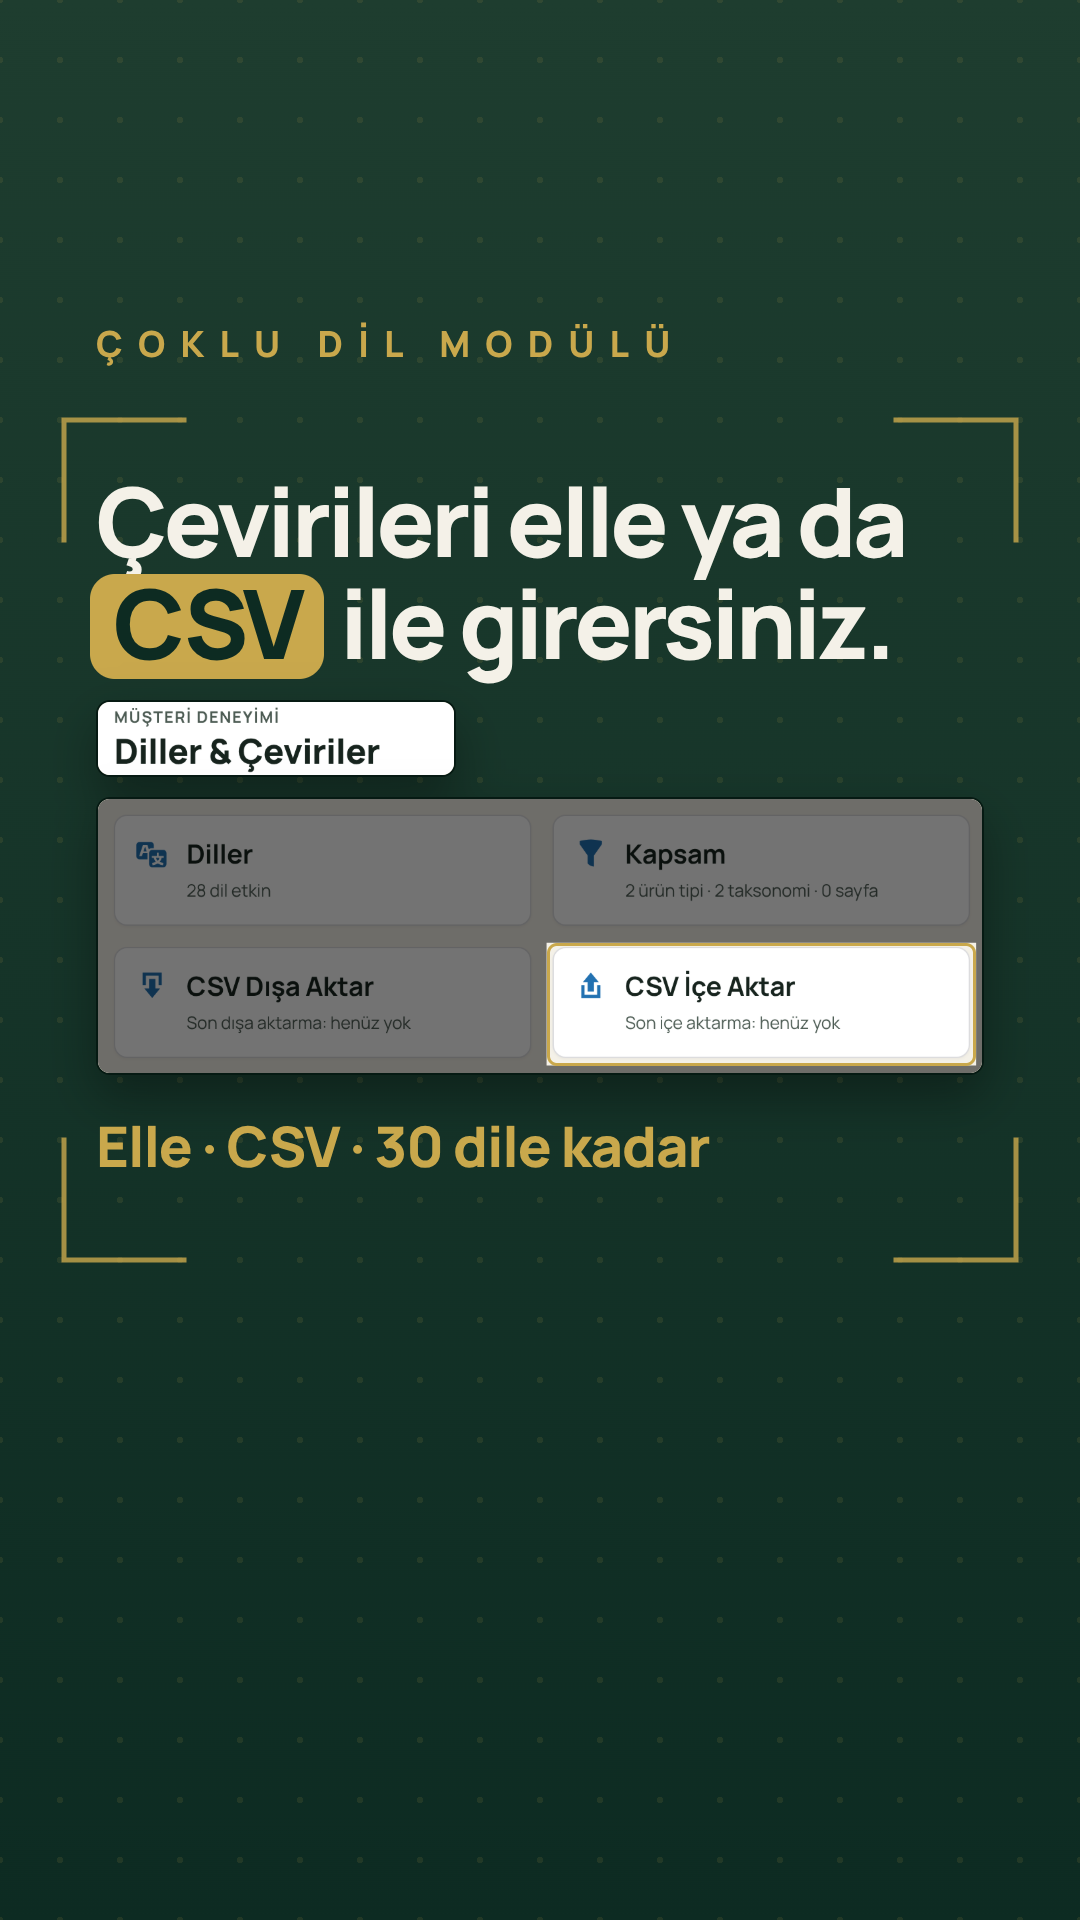 ÇOKLU DİL MODÜLÜ
Çevirileri elle ya da
CSV ile girersiniz.
MÜŞTERİ DENEYİMİ
Diller & Çeviriler
Diller
28 dil etkin
Kapsam
2 ürün tipi · 2 taksonomi · 0 sayfa
CSV Dışa Aktar
Son dışa aktarma: henüz yok
CSV İçe Aktar
Son içe aktarma: henüz yok
Elle · CSV · 30 dile kadar